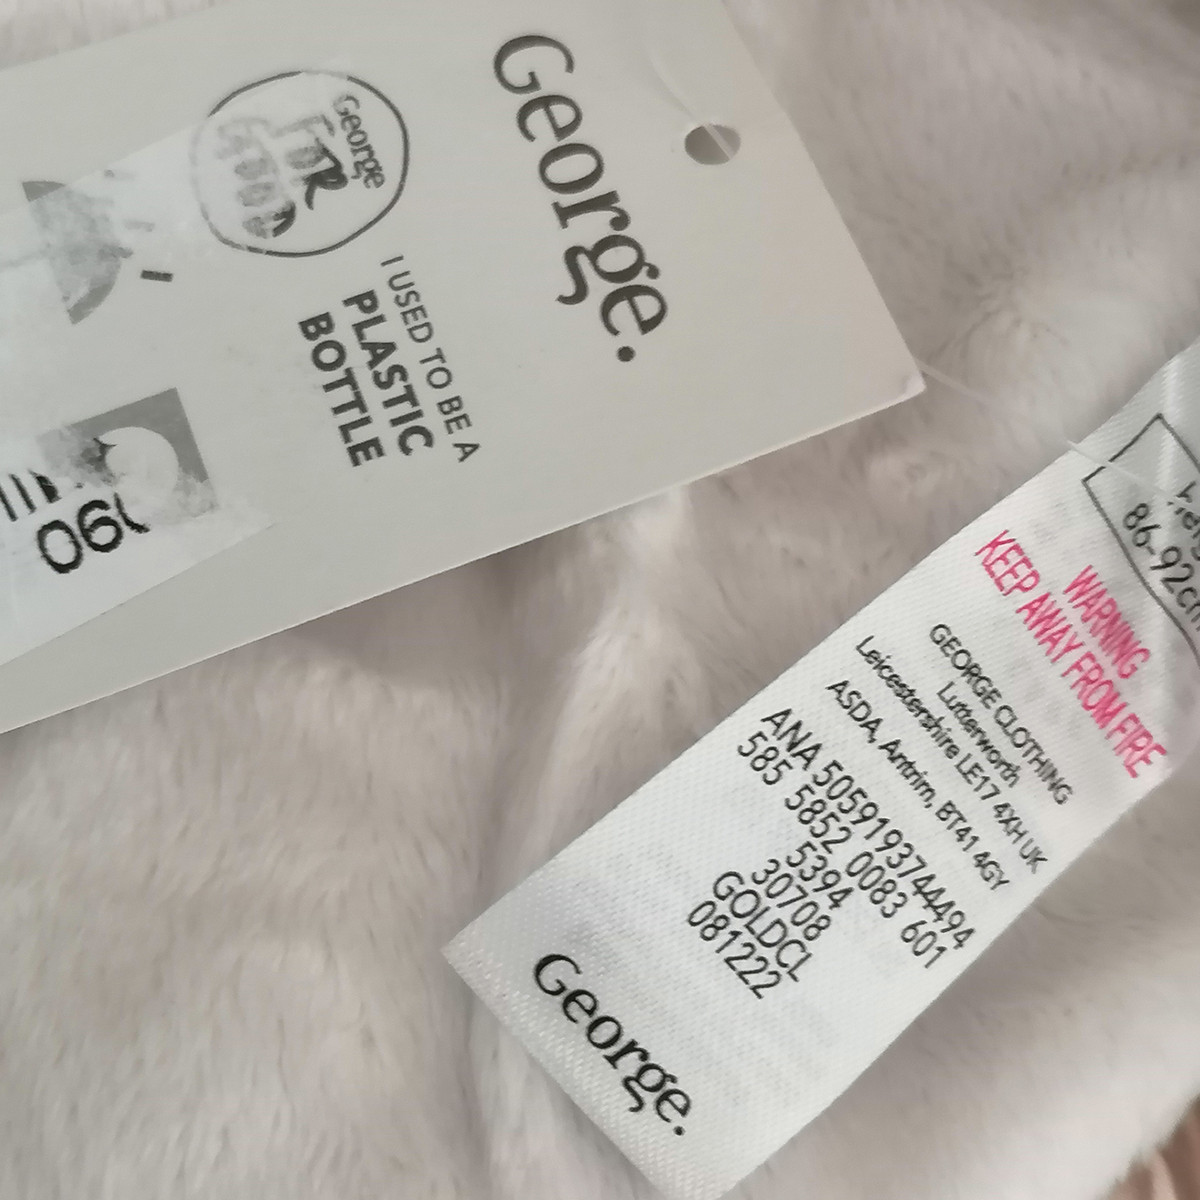 George.
George
FOR
GOOD
I USED TO BE A
PLASTIC
BOTTLE
86-92cm
WARNING
KEEP AWAY FROM FIRE
GEORGE CLOTHING
Lutterworth
Leicestershire LE17 4XH UK
ASDA, Antrim, BT41 4GY
ANA 5059193744494
585 5852 0083 601
5394
30708
GOLDCL
081222
George.